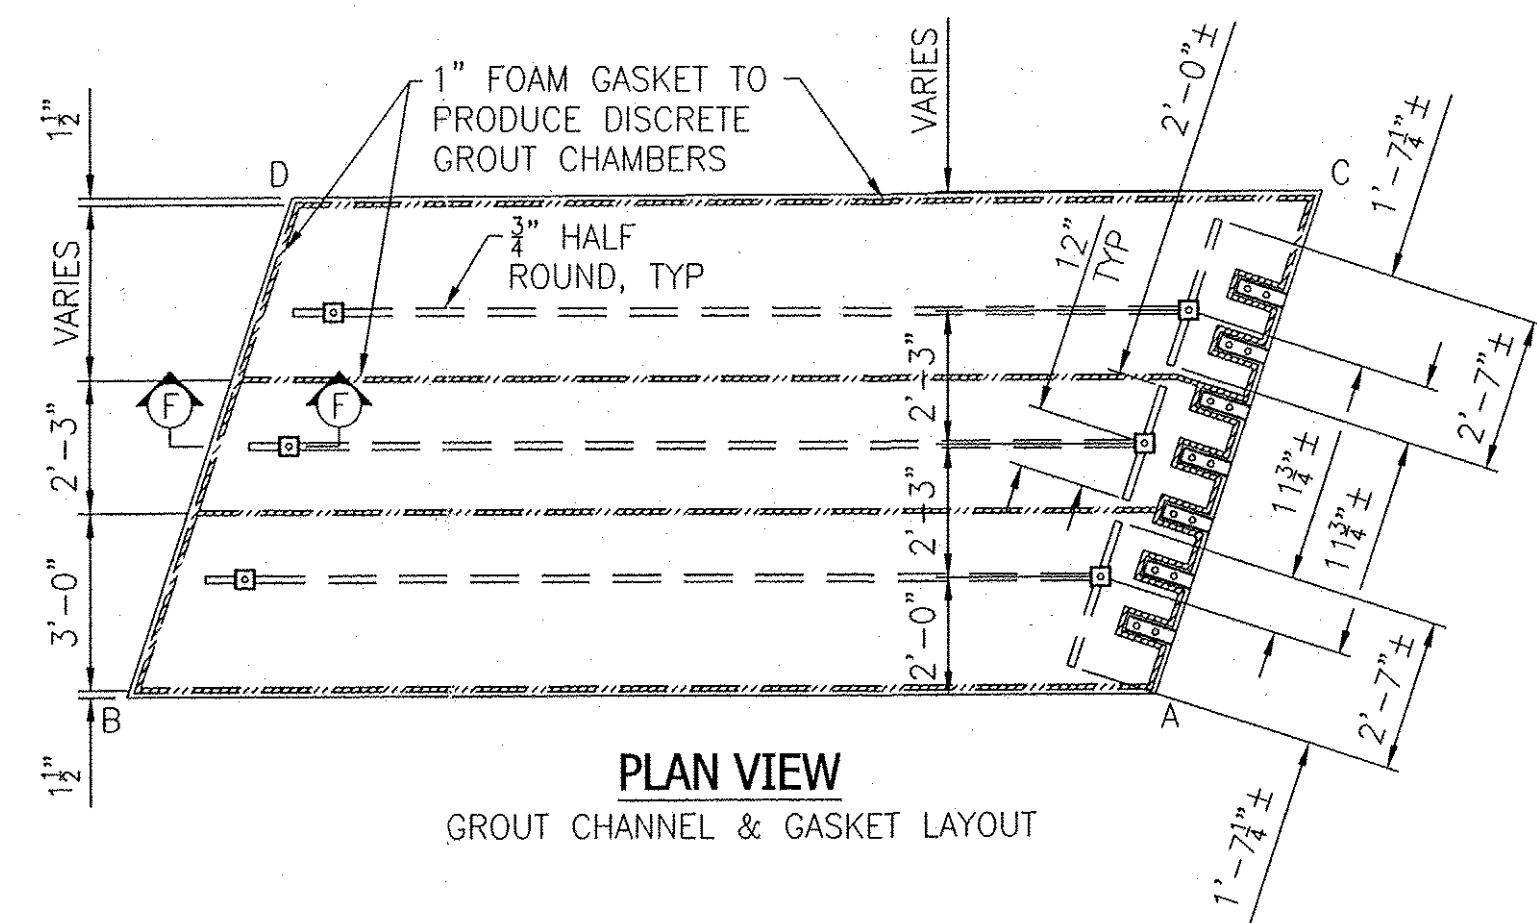 1" FOAM GASKET TO
PRODUCE DISCRETE
GROUT CHAMBERS
VARIES
2'-0"±
1'-7¼"±
1½"
D
C
¾" HALF
ROUND, TYP
12"
TYP
VARIES
F
F
2'-3"
2'-3"
2'-3"
2'-7"±
11¾"±
11¾"±
3'-0"
2'-0"
2'-7"±
B
A
1½"
1'-7¼"±
PLAN VIEW
GROUT CHANNEL & GASKET LAYOUT